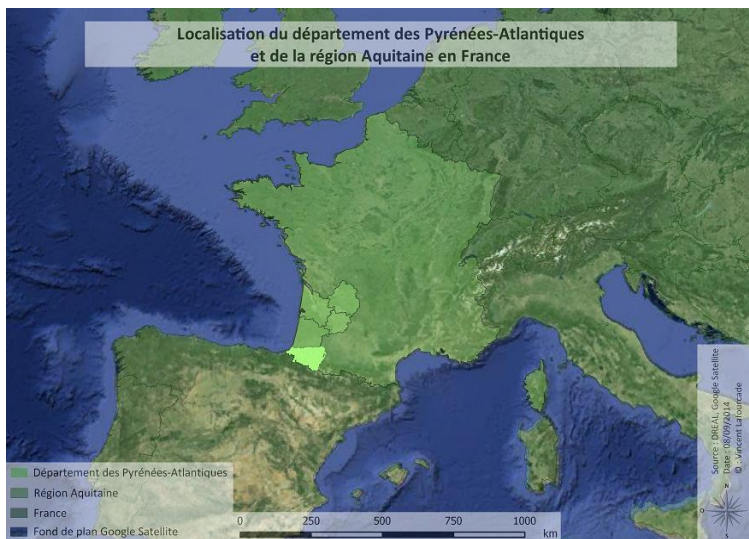 Localisation du département des Pyrénées-Atlantiques
et de la région Aquitaine en France
Source : DREAL, Google Satellite
Date : 08/09/2014
© : Vincent Lafourcade
Département des Pyrénées-Atlantiques
Région Aquitaine
France
Fond de plan Google Satellite
0 250 500 750 1000
km
N
O
S